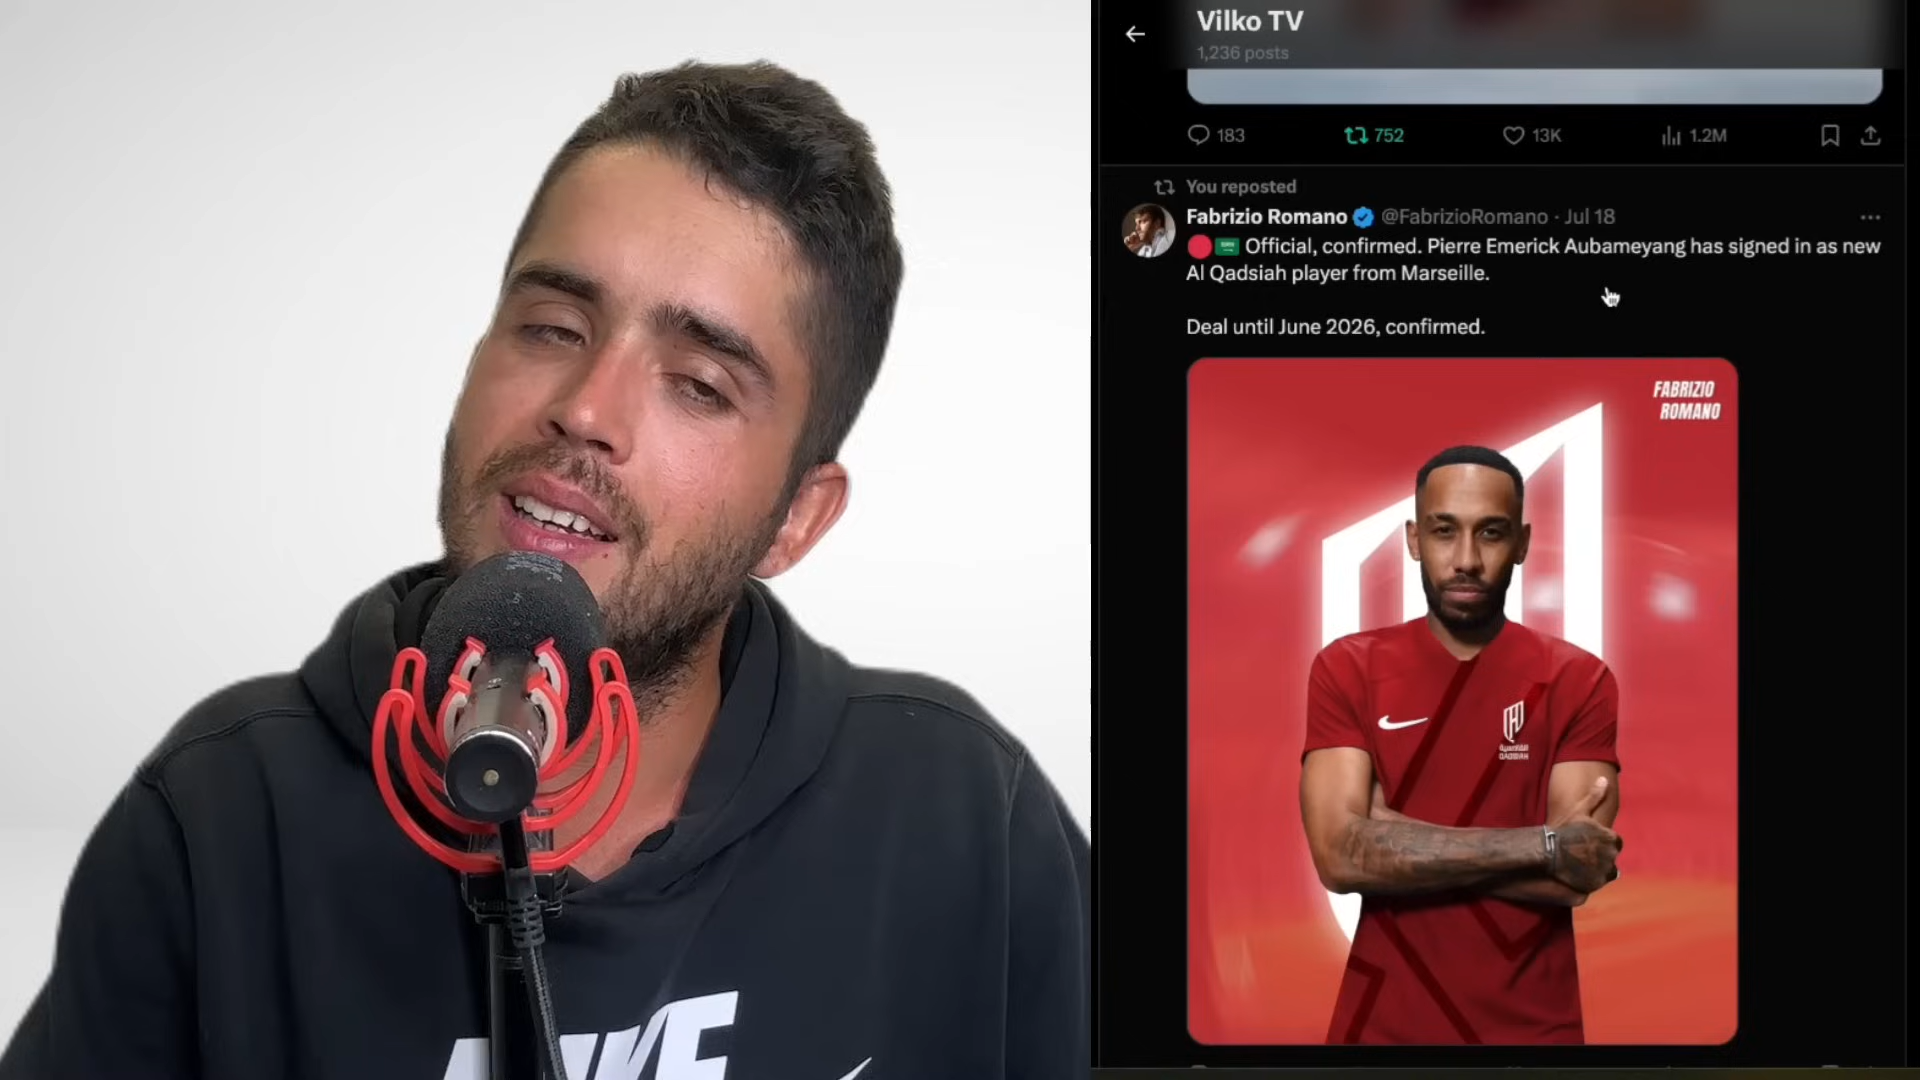 Vilko TV
1,236 posts
183
752
13K
1.2M
You reposted
Fabrizio Romano @FabrizioRomano · Jul 18
Official, confirmed. Pierre Emerick Aubameyang has signed in as new
Al Qadsiah player from Marseille.
Deal until June 2026, confirmed.
FABRIZIO
ROMANO
القادسية
QADSIAH
NIKE